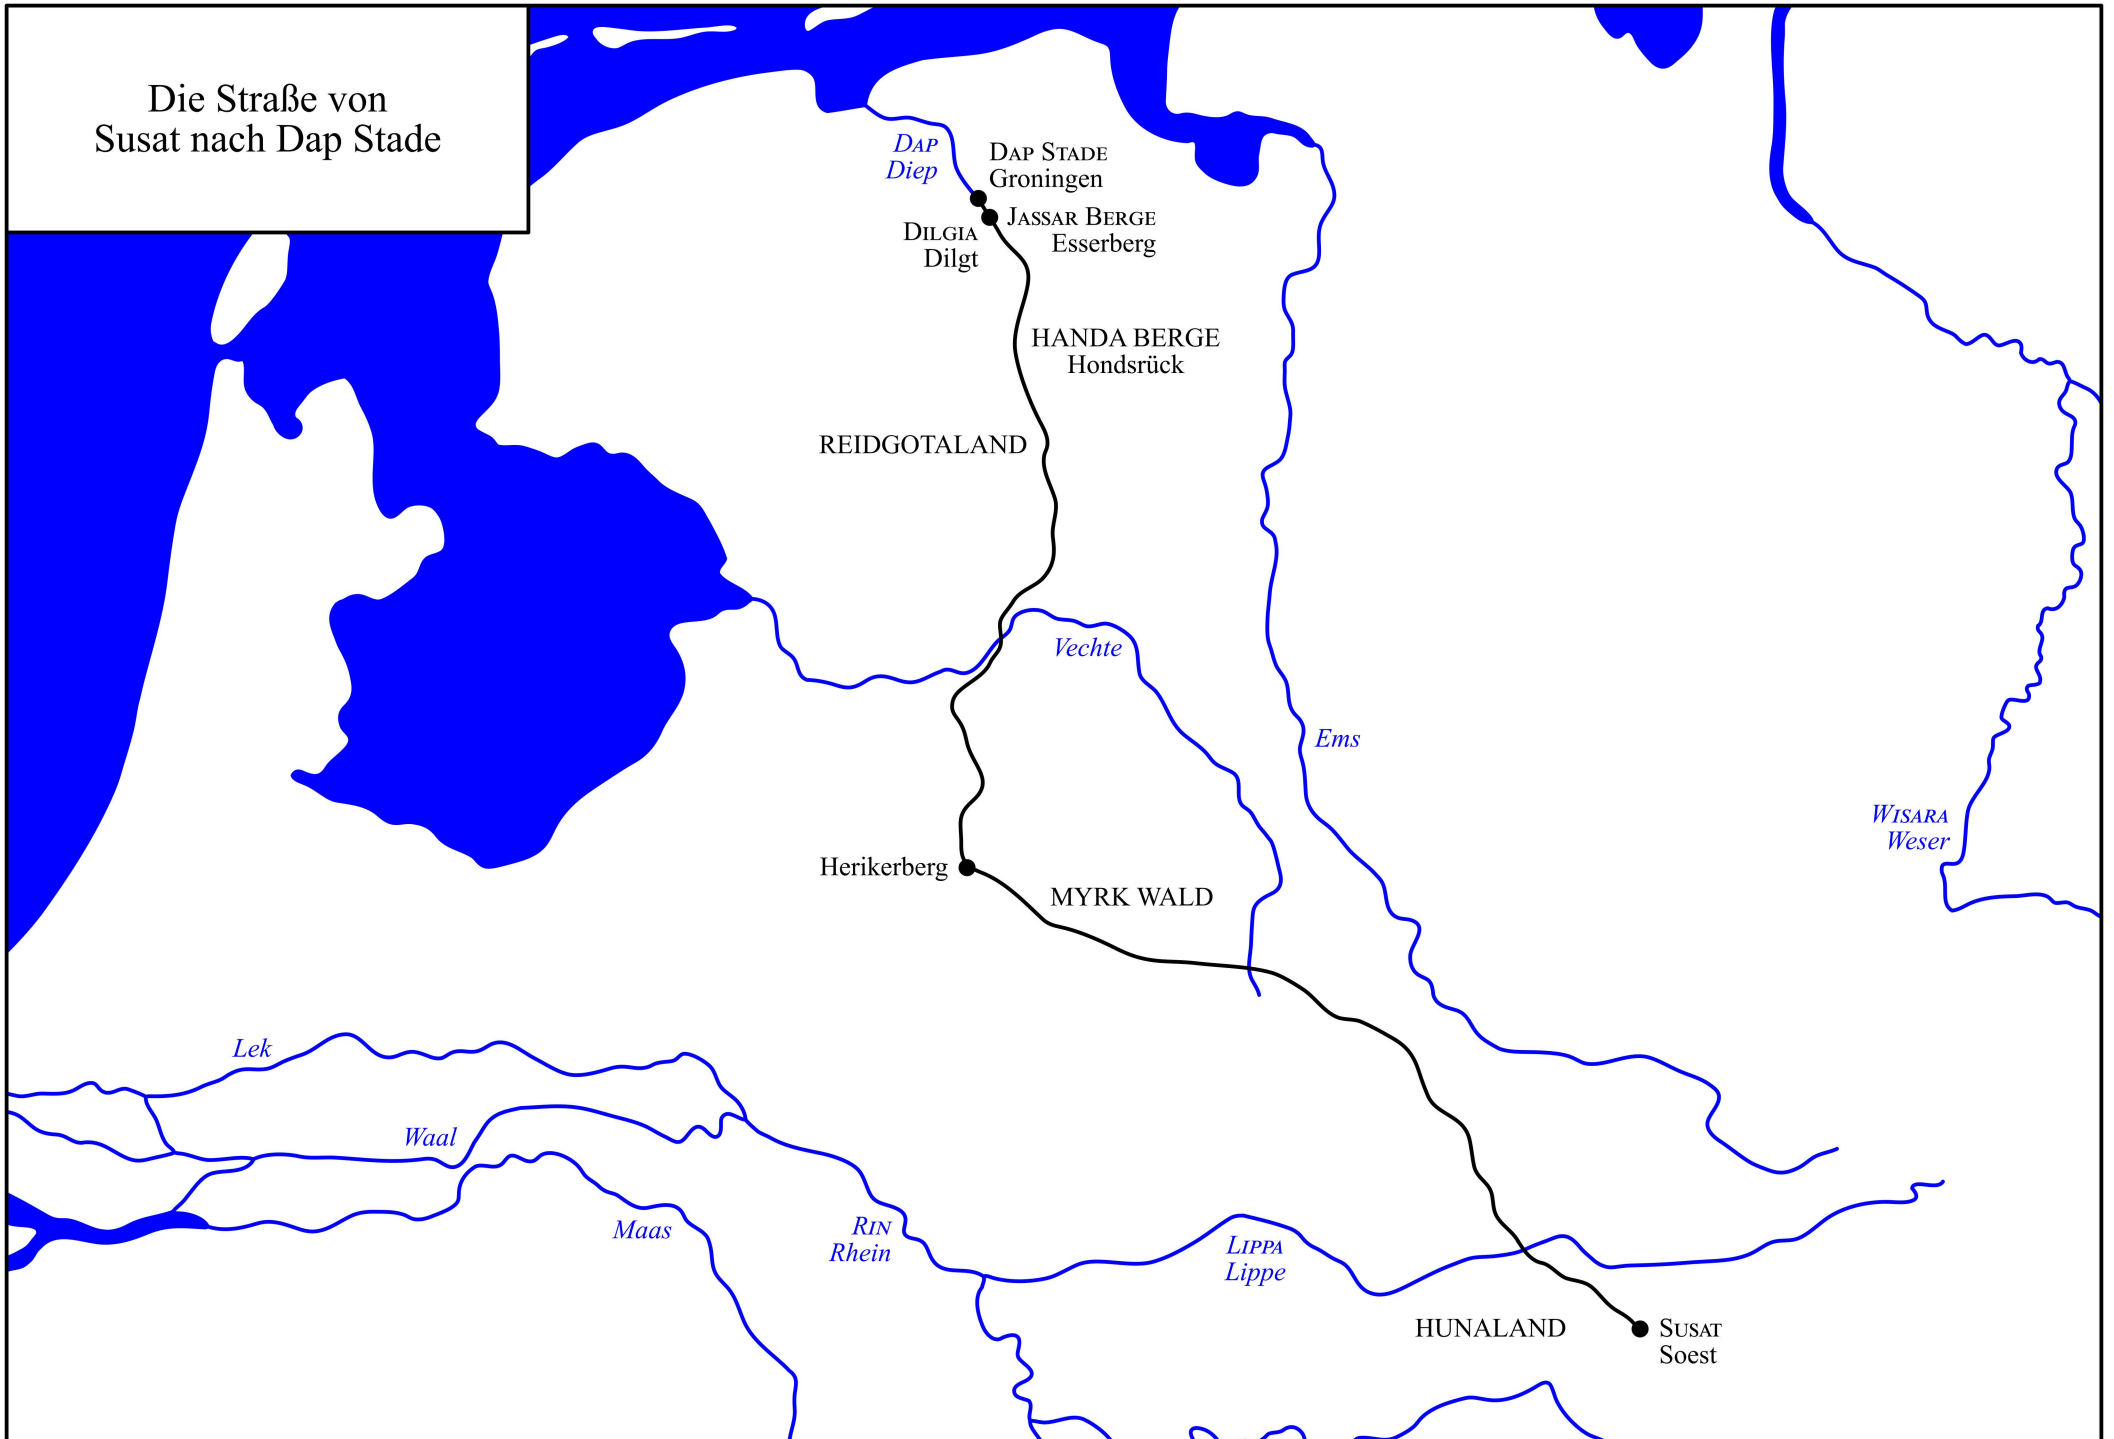 Die Straße von
Susat nach Dap Stade
DAP
Diep
DAP STADE
Groningen
JASSAR BERGE
Esserberg
DILGIA
Dilgt
HANDA BERGE
Hondsrück
REIDGOTALAND
Vechte
Ems
WISARA
Weser
Herikerberg
MYRK WALD
Lek
Waal
Maas
RIN
Rhein
LIPPA
Lippe
HUNALAND
SUSAT
Soest